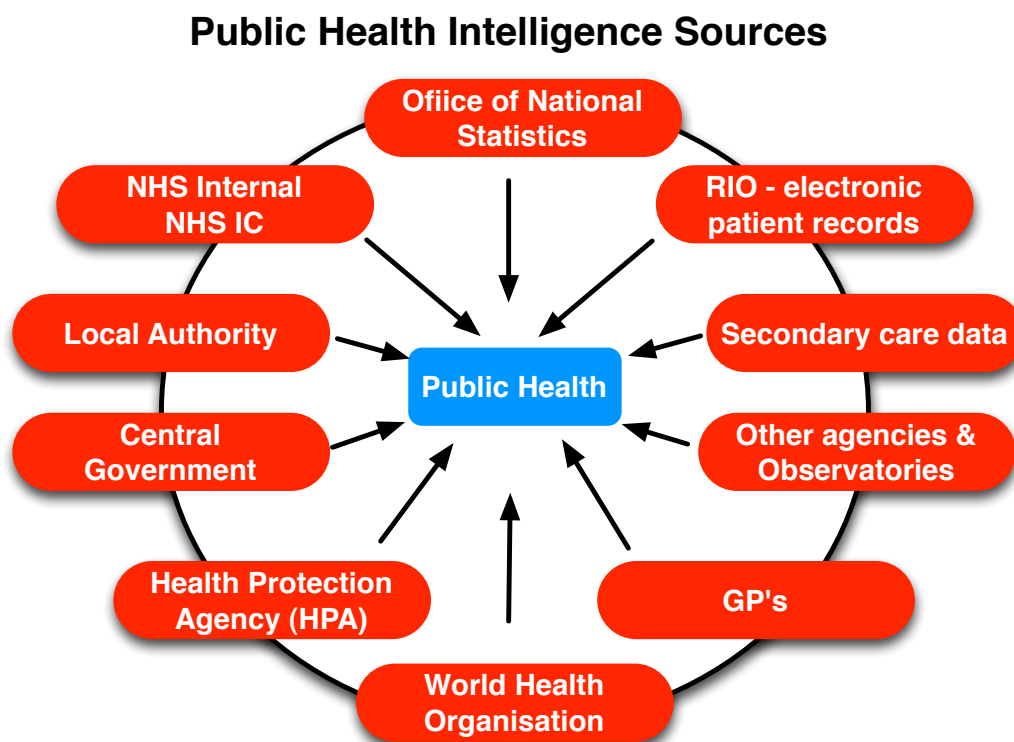 Public Health Intelligence Sources
Ofiice of National
Statistics
NHS Internal
NHS IC
RIO - electronic
patient records
Local Authority
Secondary care data
Public Health
Central
Government
Other agencies &
Observatories
Health Protection
Agency (HPA)
GP's
World Health
Organisation